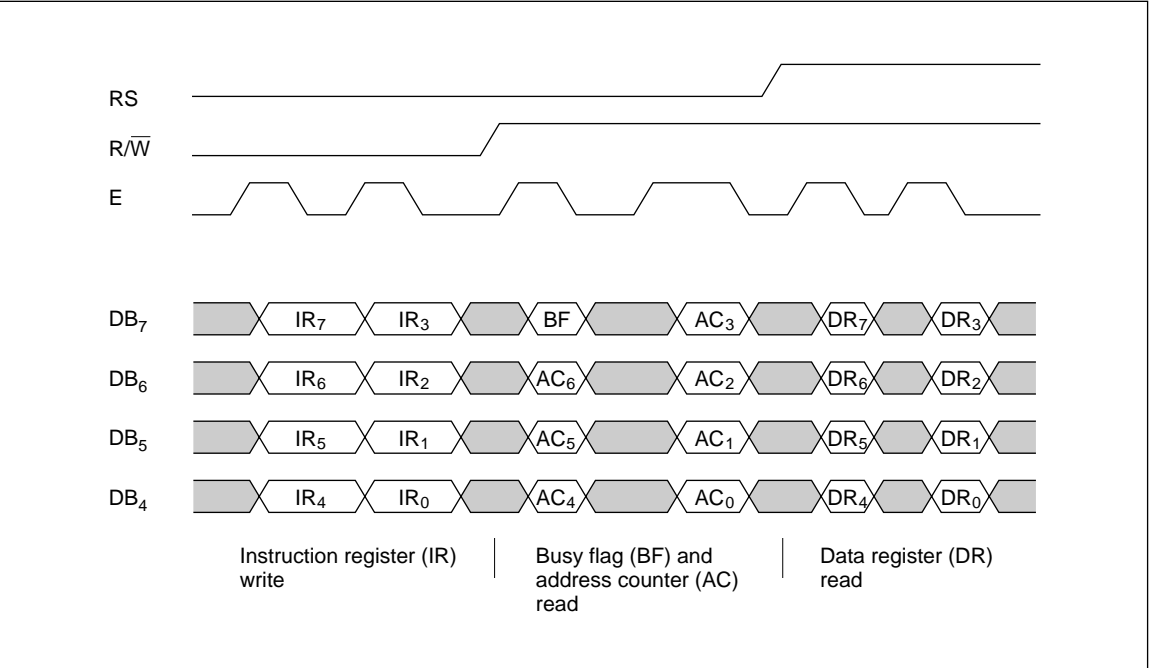 RS
R/W̅
E
DB₇ IR₇ IR₃ BF AC₃ DR₇ DR₃
DB₆ IR₆ IR₂ AC₆ AC₂ DR₆ DR₂
DB₅ IR₅ IR₁ AC₅ AC₁ DR₅ DR₁
DB₄ IR₄ IR₀ AC₄ AC₀ DR₄ DR₀
Instruction register (IR)
write
Busy flag (BF) and
address counter (AC)
read
Data register (DR)
read